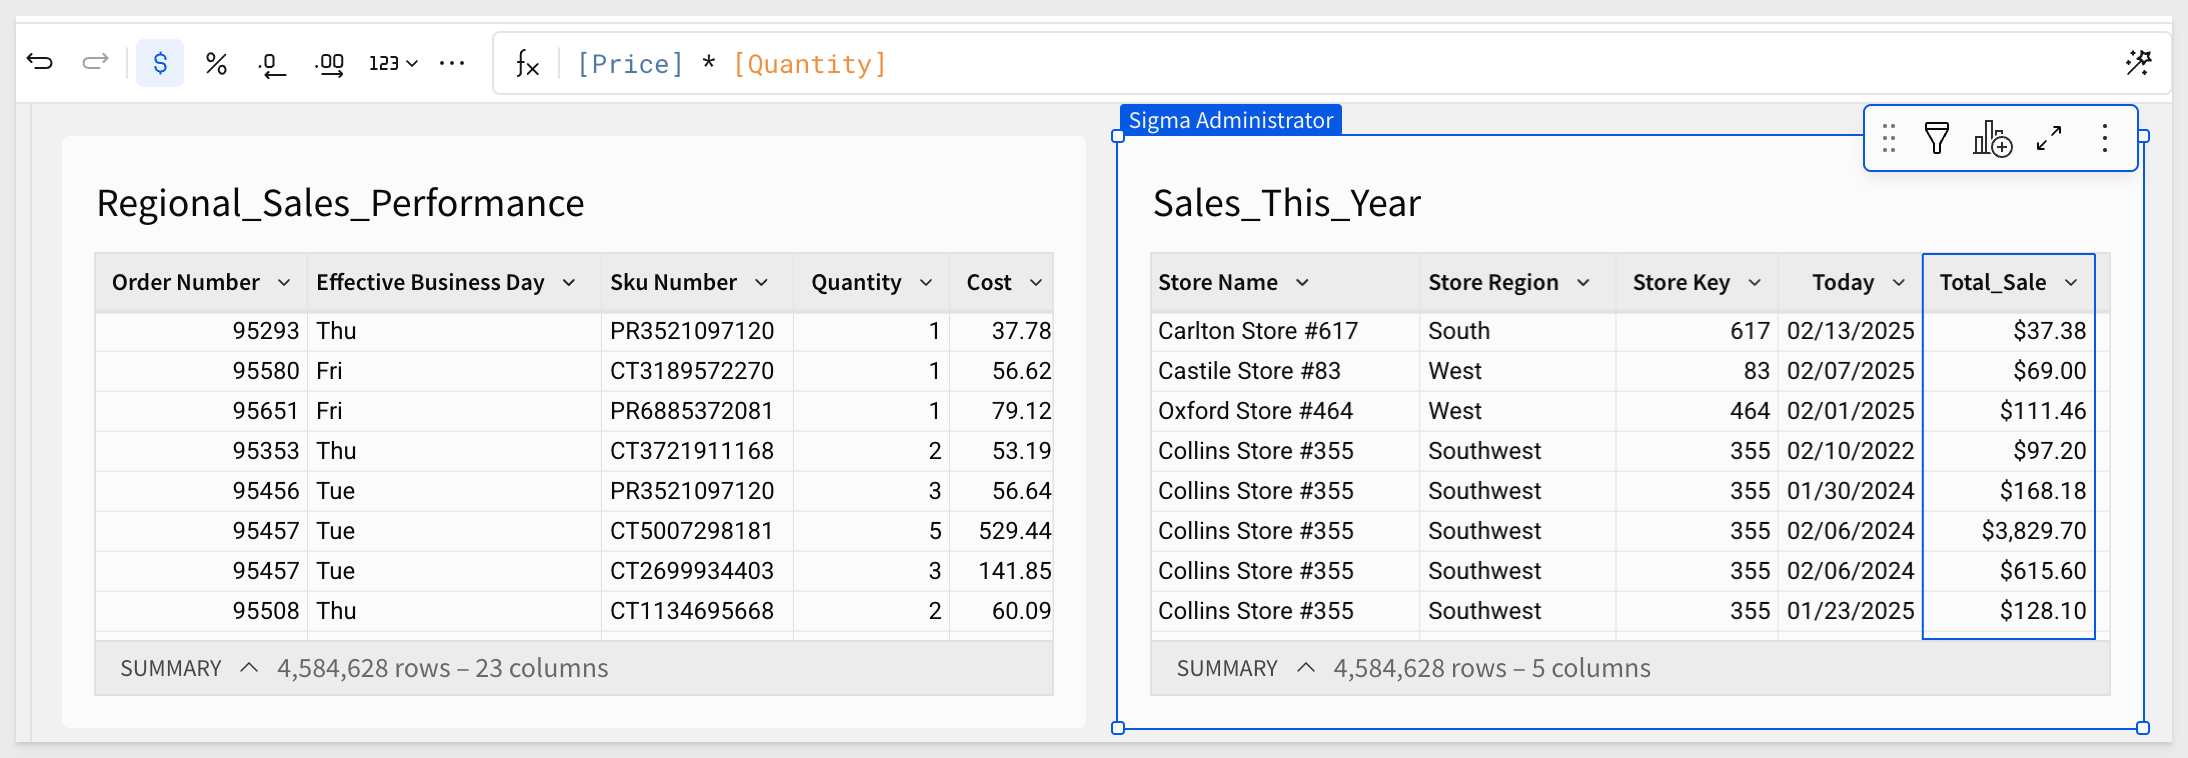 $ % .0 .00 123 ... fx [Price] * [Quantity]
Sigma Administrator
Regional_Sales_Performance
Order Number Effective Business Day Sku Number Quantity Cost
95293 Thu PR3521097120 1 37.78
95580 Fri CT3189572270 1 56.62
95651 Fri PR6885372081 1 79.12
95353 Thu CT3721911168 2 53.19
95456 Tue PR3521097120 3 56.64
95457 Tue CT5007298181 5 529.44
95457 Tue CT2699934403 3 141.85
95508 Thu CT1134695668 2 60.09
SUMMARY 4,584,628 rows – 23 columns
Sales_This_Year
Store Name Store Region Store Key Today Total_Sale
Carlton Store #617 South 617 02/13/2025 $37.38
Castile Store #83 West 83 02/07/2025 $69.00
Oxford Store #464 West 464 02/01/2025 $111.46
Collins Store #355 Southwest 355 02/10/2022 $97.20
Collins Store #355 Southwest 355 01/30/2024 $168.18
Collins Store #355 Southwest 355 02/06/2024 $3,829.70
Collins Store #355 Southwest 355 02/06/2024 $615.60
Collins Store #355 Southwest 355 01/23/2025 $128.10
SUMMARY 4,584,628 rows – 5 columns